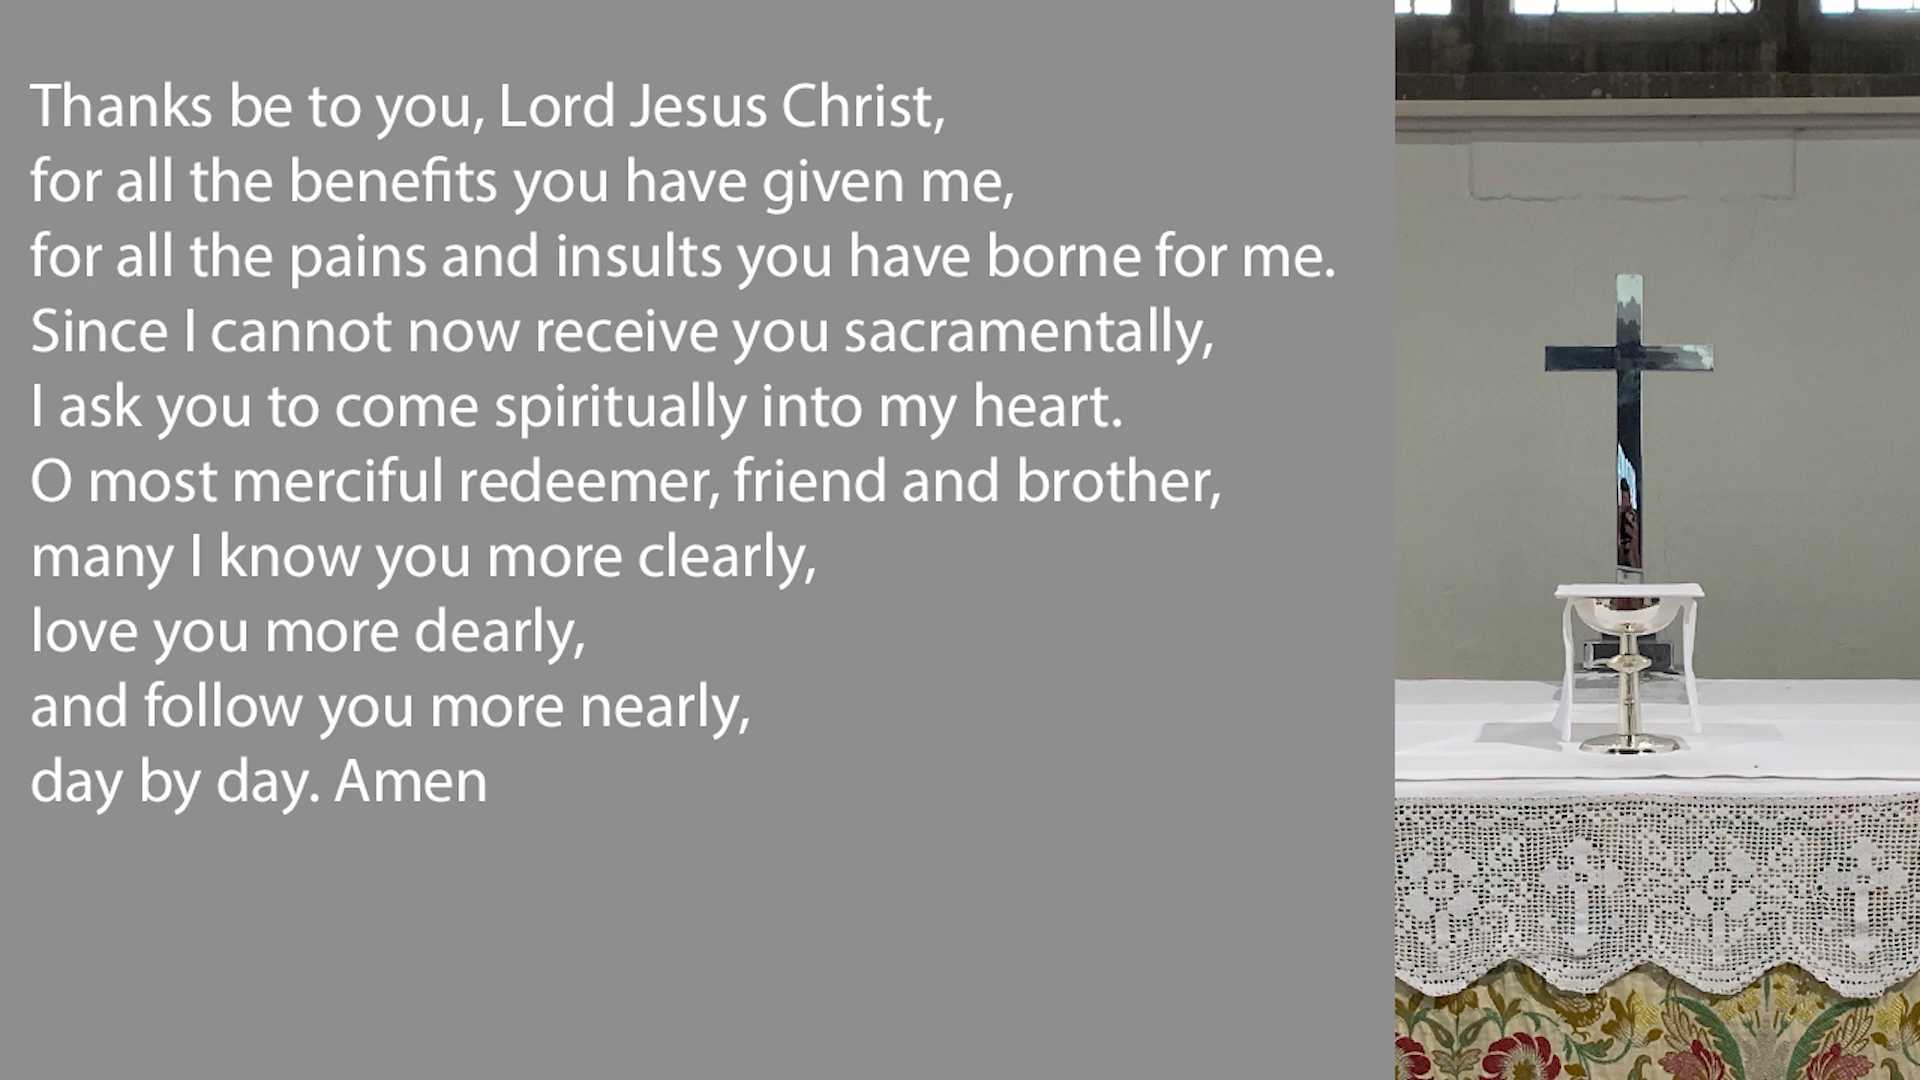 Thanks be to you, Lord Jesus Christ,
for all the benefits you have given me,
for all the pains and insults you have borne for me.
Since I cannot now receive you sacramentally,
I ask you to come spiritually into my heart.
O most merciful redeemer, friend and brother,
many I know you more clearly,
love you more dearly,
and follow you more nearly,
day by day. Amen